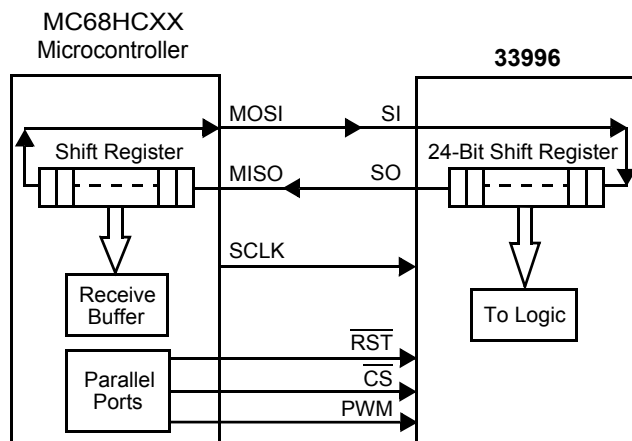 MC68HCXX
Microcontroller
33996
MOSI
SI
Shift Register
24-Bit Shift Register
MISO
SO
SCLK
Receive
Buffer
To Logic
RST
Parallel
Ports
CS
PWM